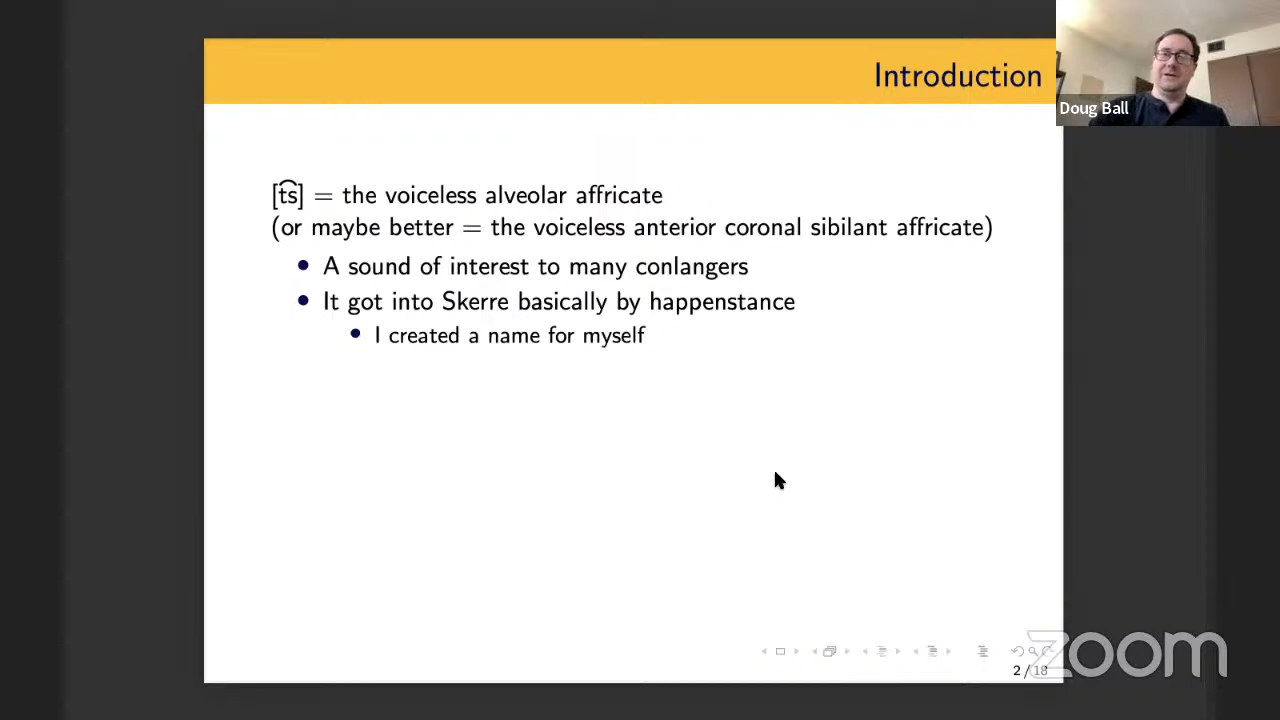 Introduction
Doug Ball
[t͡s] = the voiceless alveolar affricate
(or maybe better = the voiceless anterior coronal sibilant affricate)
• A sound of interest to many conlangers
• It got into Skerre basically by happenstance
• I created a name for myself
2 / 18
zoom